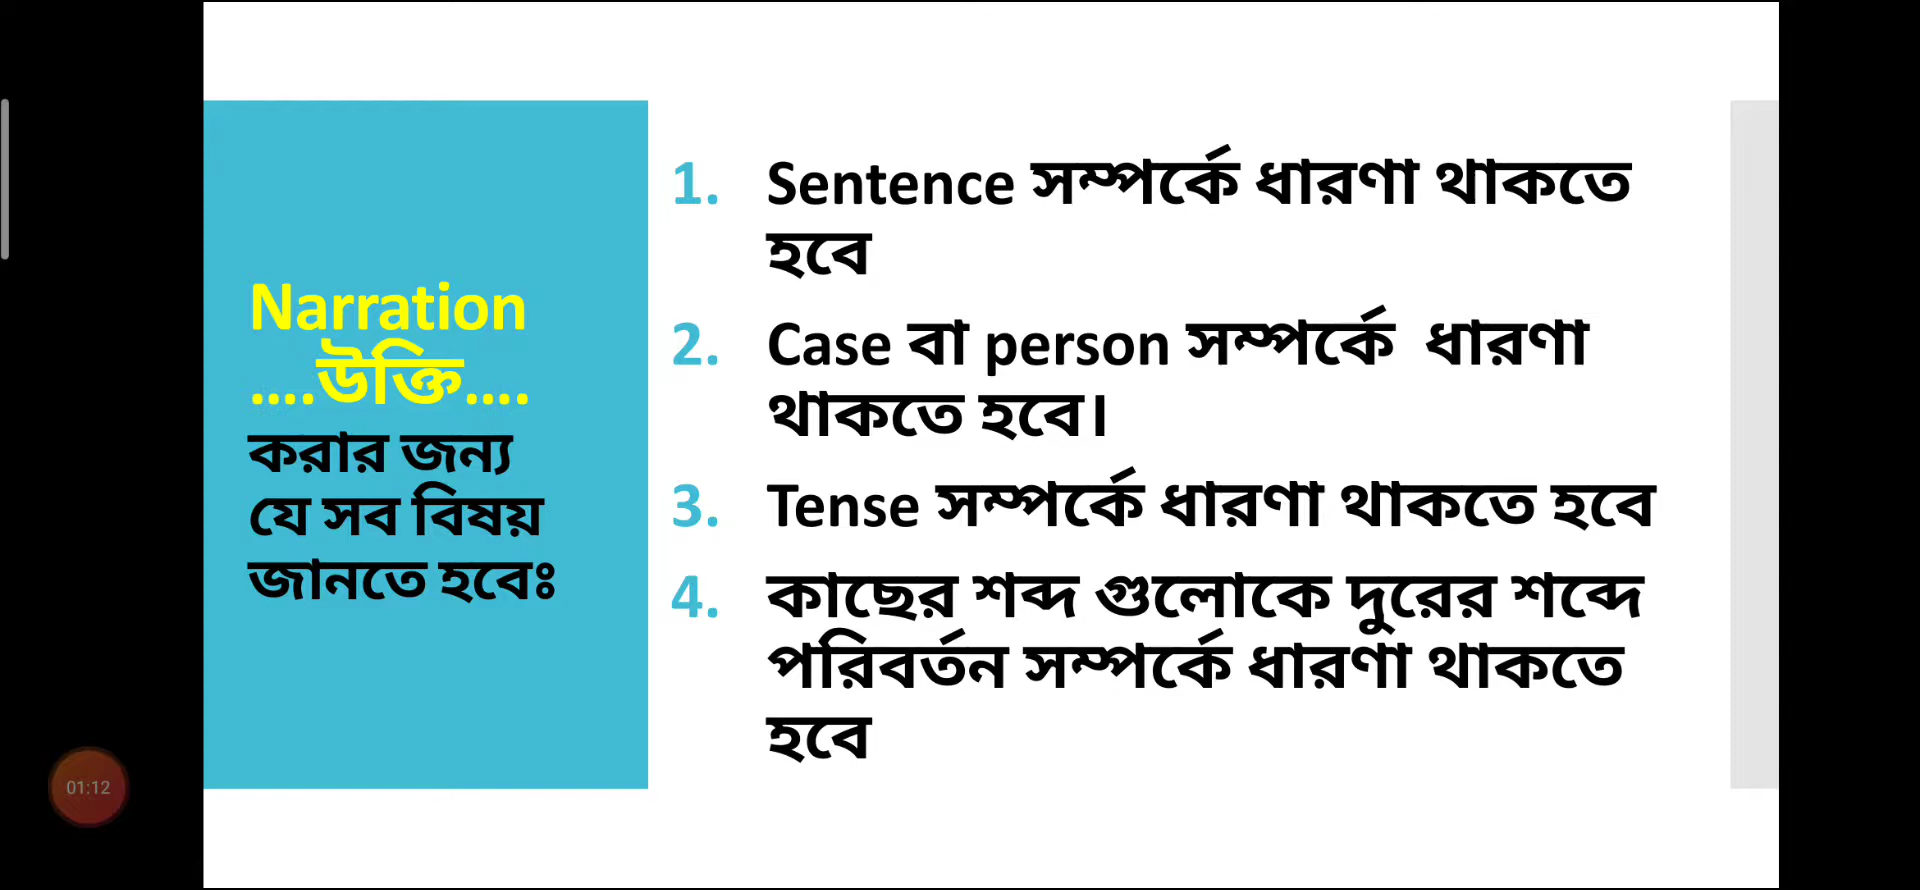 Narration
....উক্তি....
করার জন্য
যে সব বিষয়
জানতে হবেঃ
1. Sentence সম্পর্কে ধারণা থাকতে
হবে
2. Case বা person সম্পর্কে ধারণা
থাকতে হবে।
3. Tense সম্পর্কে ধারণা থাকতে হবে
4. কাছের শব্দ গুলোকে দুরের শব্দে
পরিবর্তন সম্পর্কে ধারণা থাকতে
হবে
01:12